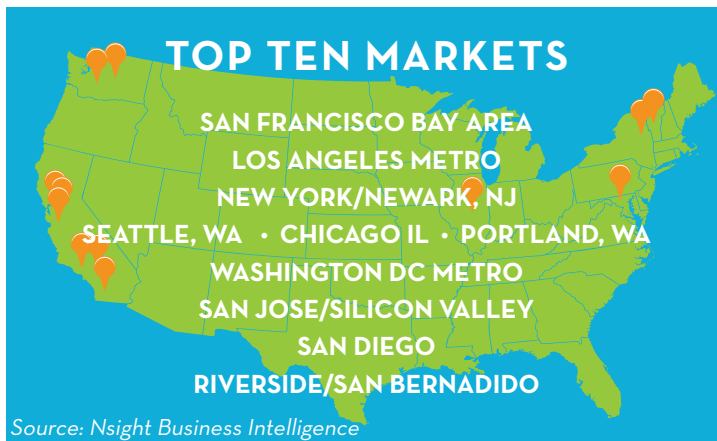 TOP TEN MARKETS
SAN FRANCISCO BAY AREA
LOS ANGELES METRO
NEW YORK/NEWARK, NJ
SEATTLE, WA • CHICAGO IL • PORTLAND, WA
WASHINGTON DC METRO
SAN JOSE/SILICON VALLEY
SAN DIEGO
RIVERSIDE/SAN BERNADIDO
Source: Nsight Business Intelligence